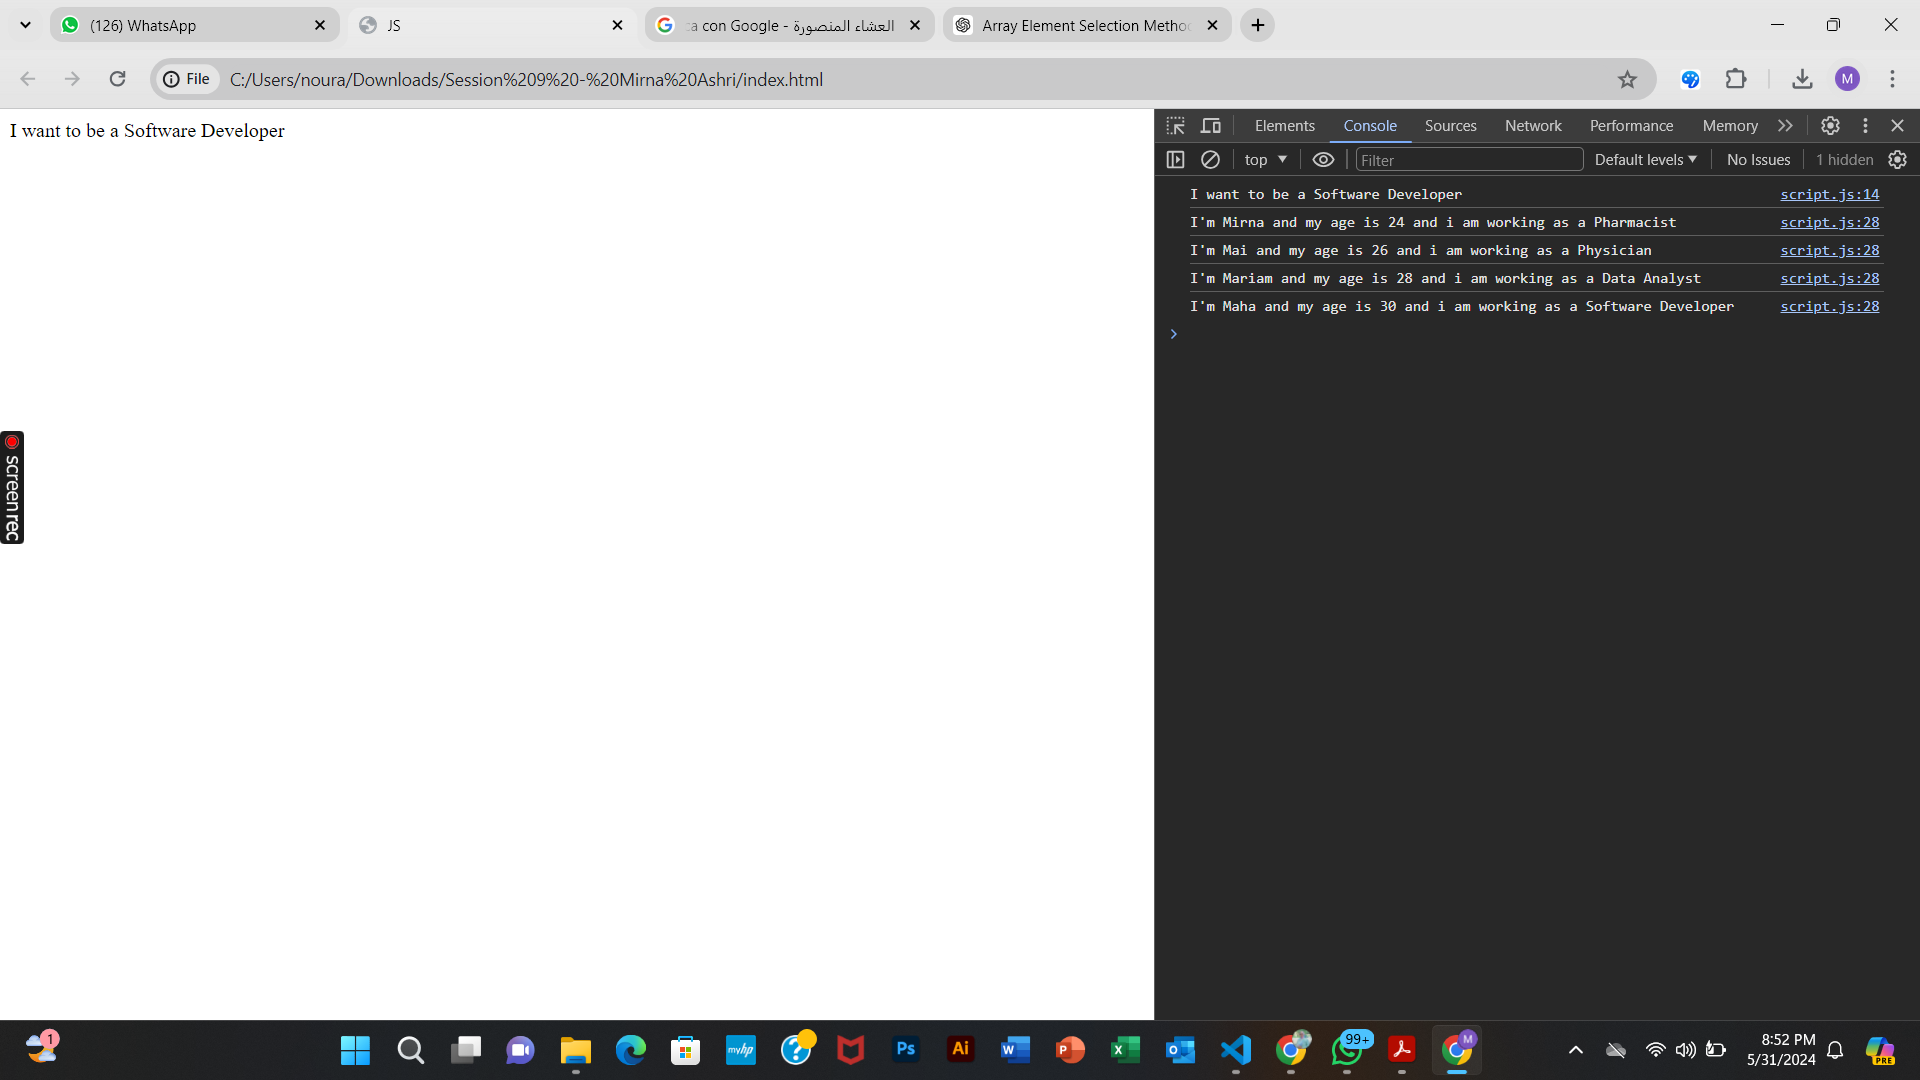 (126) WhatsApp
JS
ca con Google - العشاء المنصورة
Array Element Selection Metho
File
C:/Users/noura/Downloads/Session%209%20-%20Mirna%20Ashri/index.html
M
I want to be a Software Developer
Elements
Console
Sources
Network
Performance
Memory
top
Filter
Default levels
No Issues
1 hidden
I want to be a Software Developer script.js:14
I'm Mirna and my age is 24 and i am working as a Pharmacist script.js:28
I'm Mai and my age is 26 and i am working as a Physician script.js:28
I'm Mariam and my age is 28 and i am working as a Data Analyst script.js:28
I'm Maha and my age is 30 and i am working as a Software Developer script.js:28
screenrec
1
myhp
Ps
Ai
W
P
X
O
99+
M
8:52 PM
5/31/2024
PRE